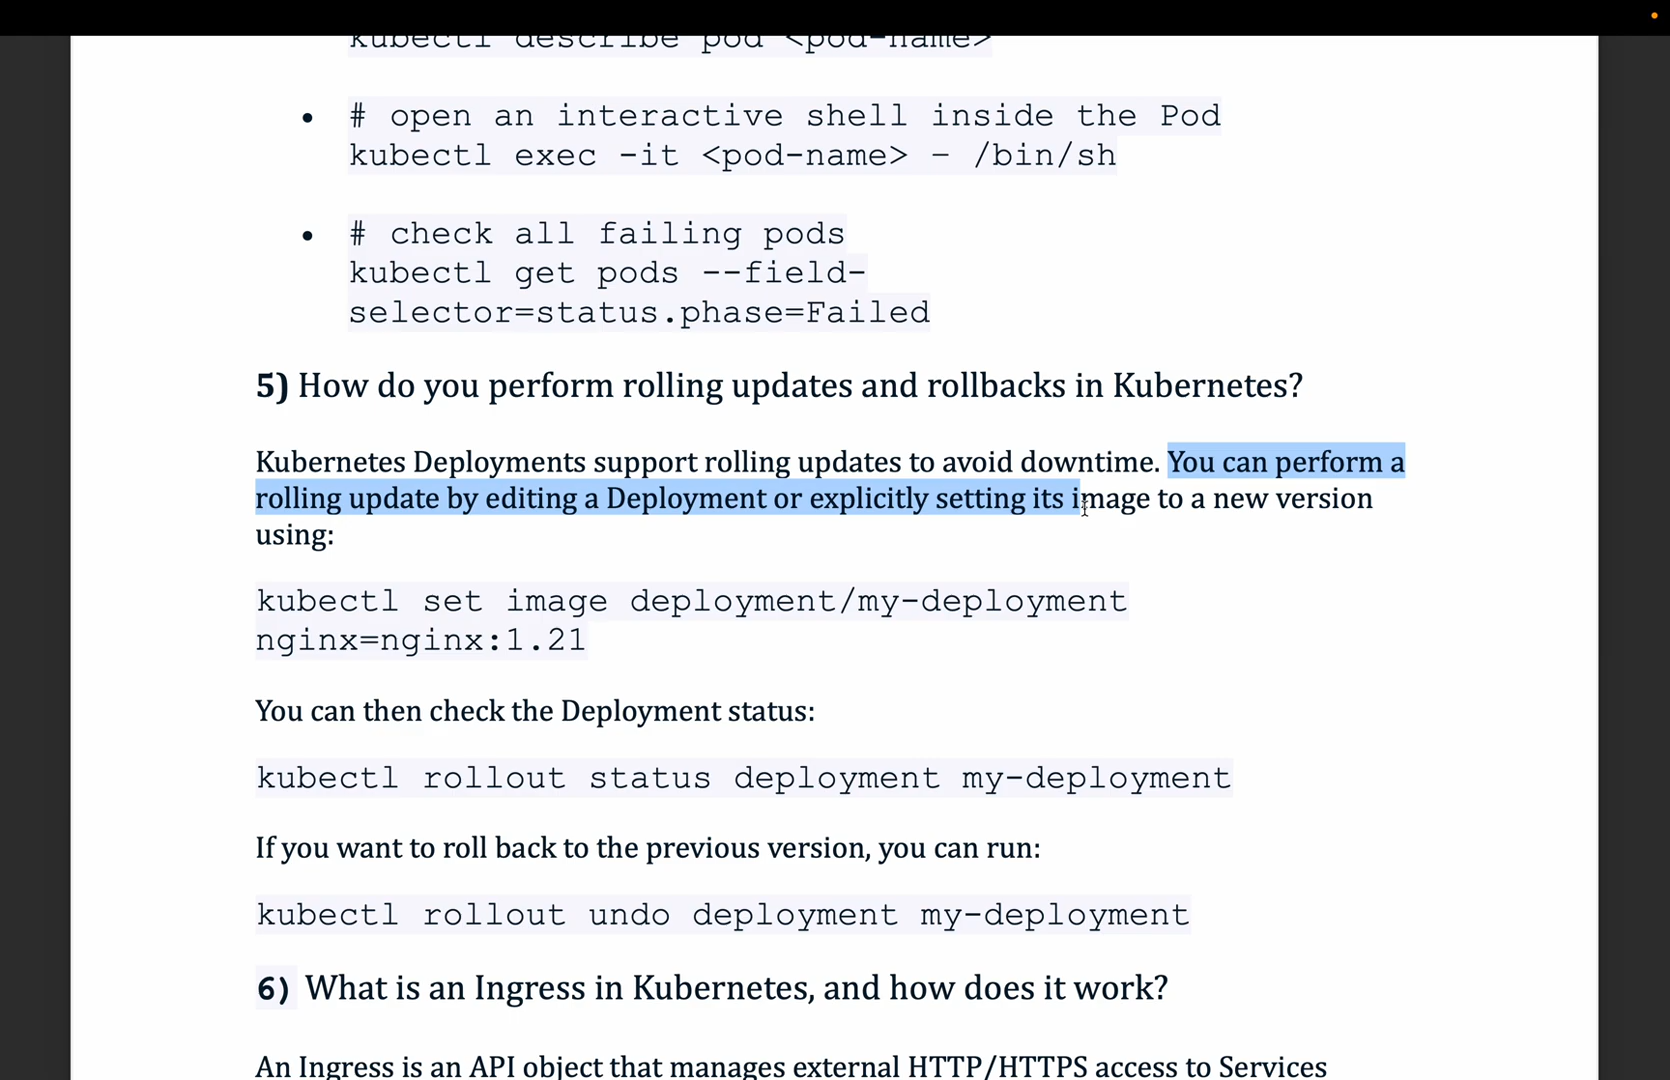 kubectl describe pod <pod-name>
• # open an interactive shell inside the Pod
kubectl exec -it <pod-name> – /bin/sh
• # check all failing pods
kubectl get pods --field-
selector=status.phase=Failed
5) How do you perform rolling updates and rollbacks in Kubernetes?
Kubernetes Deployments support rolling updates to avoid downtime. You can perform a
rolling update by editing a Deployment or explicitly setting its image to a new version
using:
kubectl set image deployment/my-deployment
nginx=nginx:1.21
You can then check the Deployment status:
kubectl rollout status deployment my-deployment
If you want to roll back to the previous version, you can run:
kubectl rollout undo deployment my-deployment
6) What is an Ingress in Kubernetes, and how does it work?
An Ingress is an API object that manages external HTTP/HTTPS access to Services